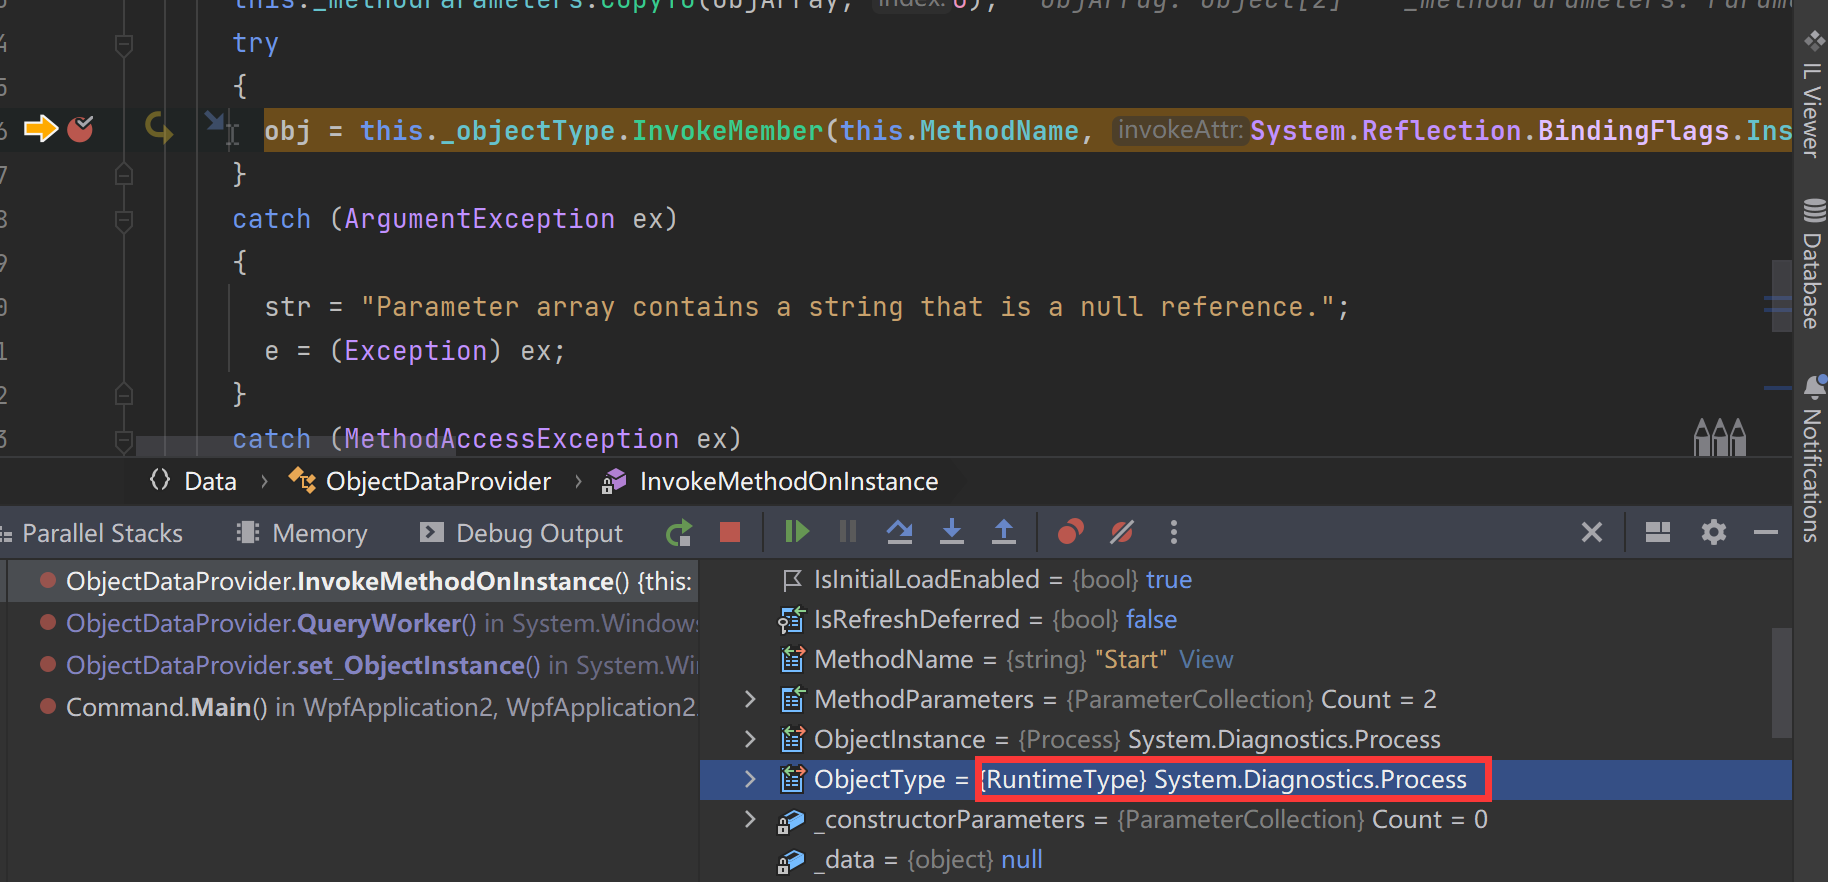 this._methodParameters.CopyTo(objArray, index: 0);   objArray: object[2]   _methodParameters: Parame
4 try
5 {
6 obj = this._objectType.InvokeMember(this.MethodName, invokeAttr: System.Reflection.BindingFlags.Ins
7 }
8 catch (ArgumentException ex)
9 {
0 str = "Parameter array contains a string that is a null reference.";
1 e = (Exception) ex;
2 }
3 catch (MethodAccessException ex)
IL Viewer
Database
Notifications
Data › ObjectDataProvider › InvokeMethodOnInstance
Parallel Stacks Memory Debug Output
ObjectDataProvider.InvokeMethodOnInstance() {this:
ObjectDataProvider.QueryWorker() in System.Windows
ObjectDataProvider.set_ObjectInstance() in System.Wi
Command.Main() in WpfApplication2, WpfApplication2.
IsInitialLoadEnabled = {bool} true
IsRefreshDeferred = {bool} false
MethodName = {string} "Start" View
MethodParameters = {ParameterCollection} Count = 2
ObjectInstance = {Process} System.Diagnostics.Process
ObjectType = {RuntimeType} System.Diagnostics.Process
_constructorParameters = {ParameterCollection} Count = 0
_data = {object} null